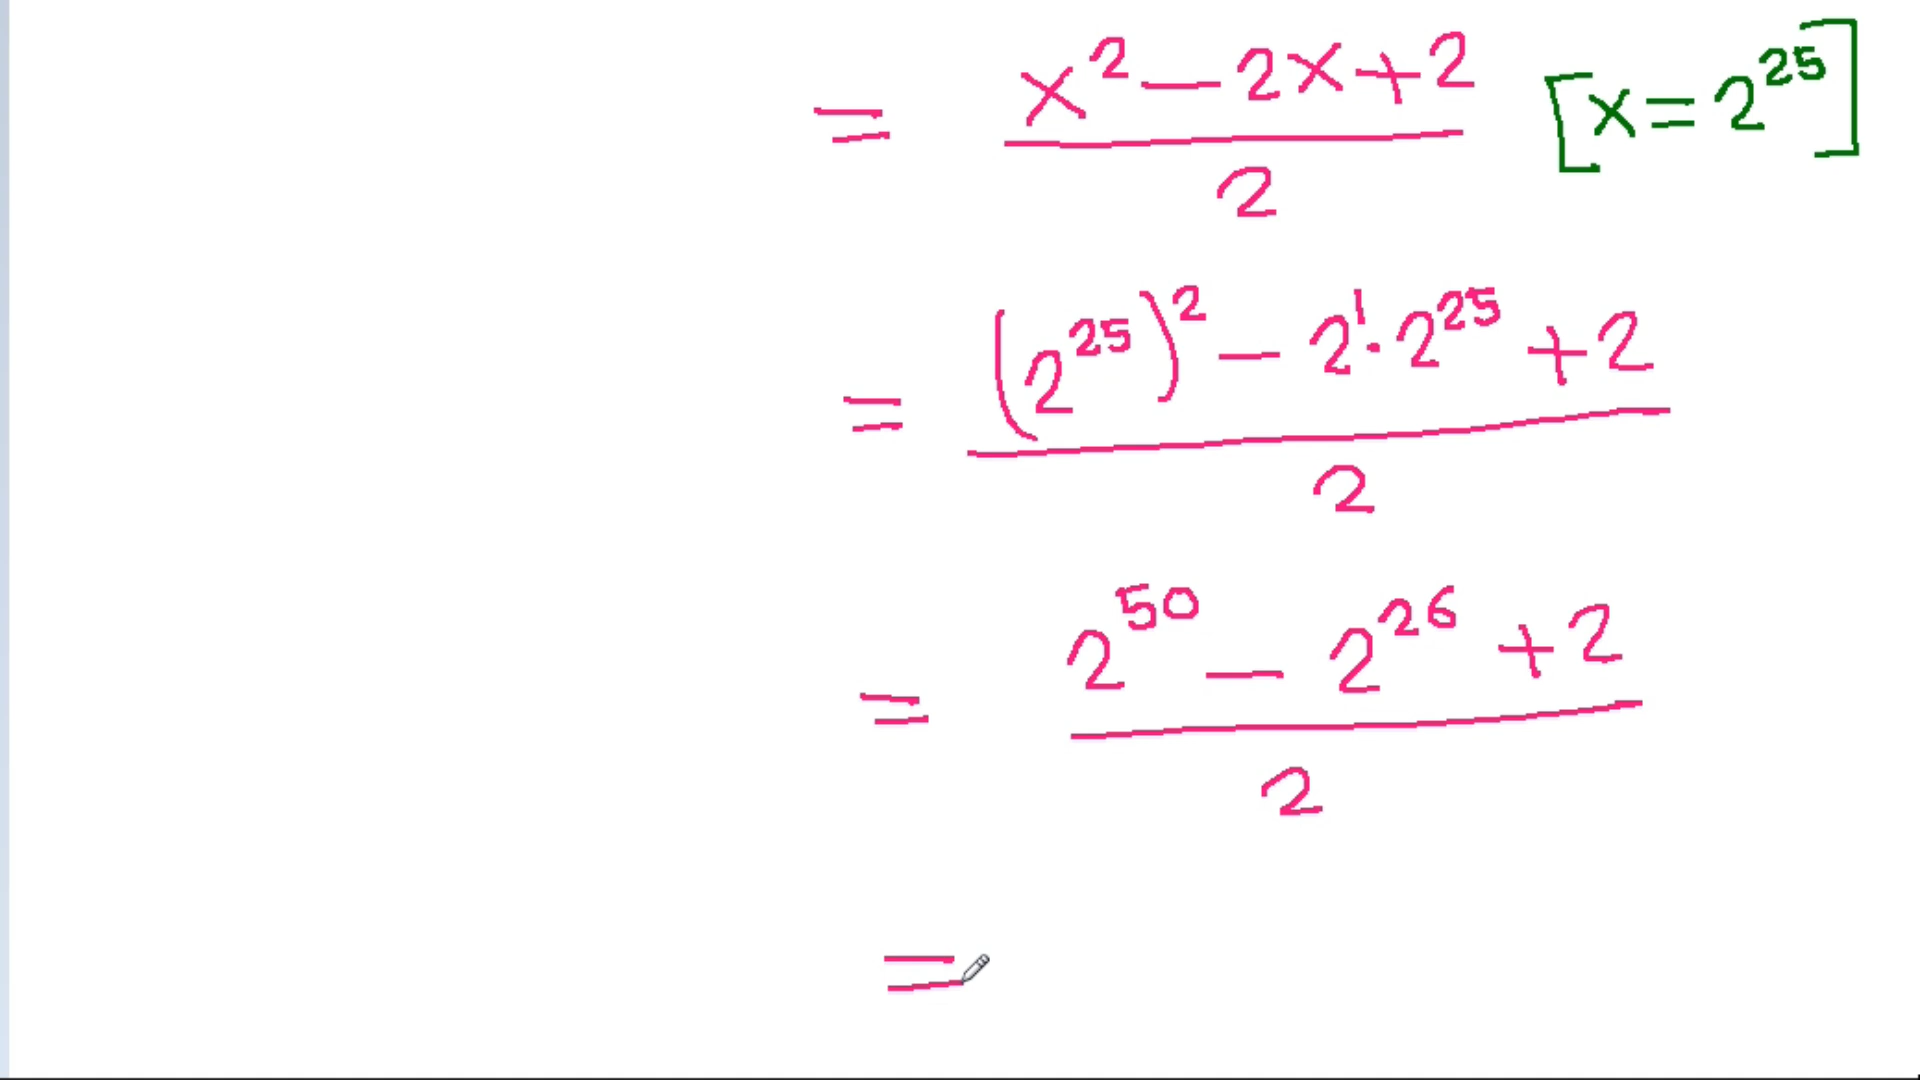 = x² - 2x + 2 / 2 [x = 2²⁵]
= (2²⁵)² - 2¹·2²⁵ + 2 / 2
= 2⁵⁰ - 2²⁶ + 2 / 2
=